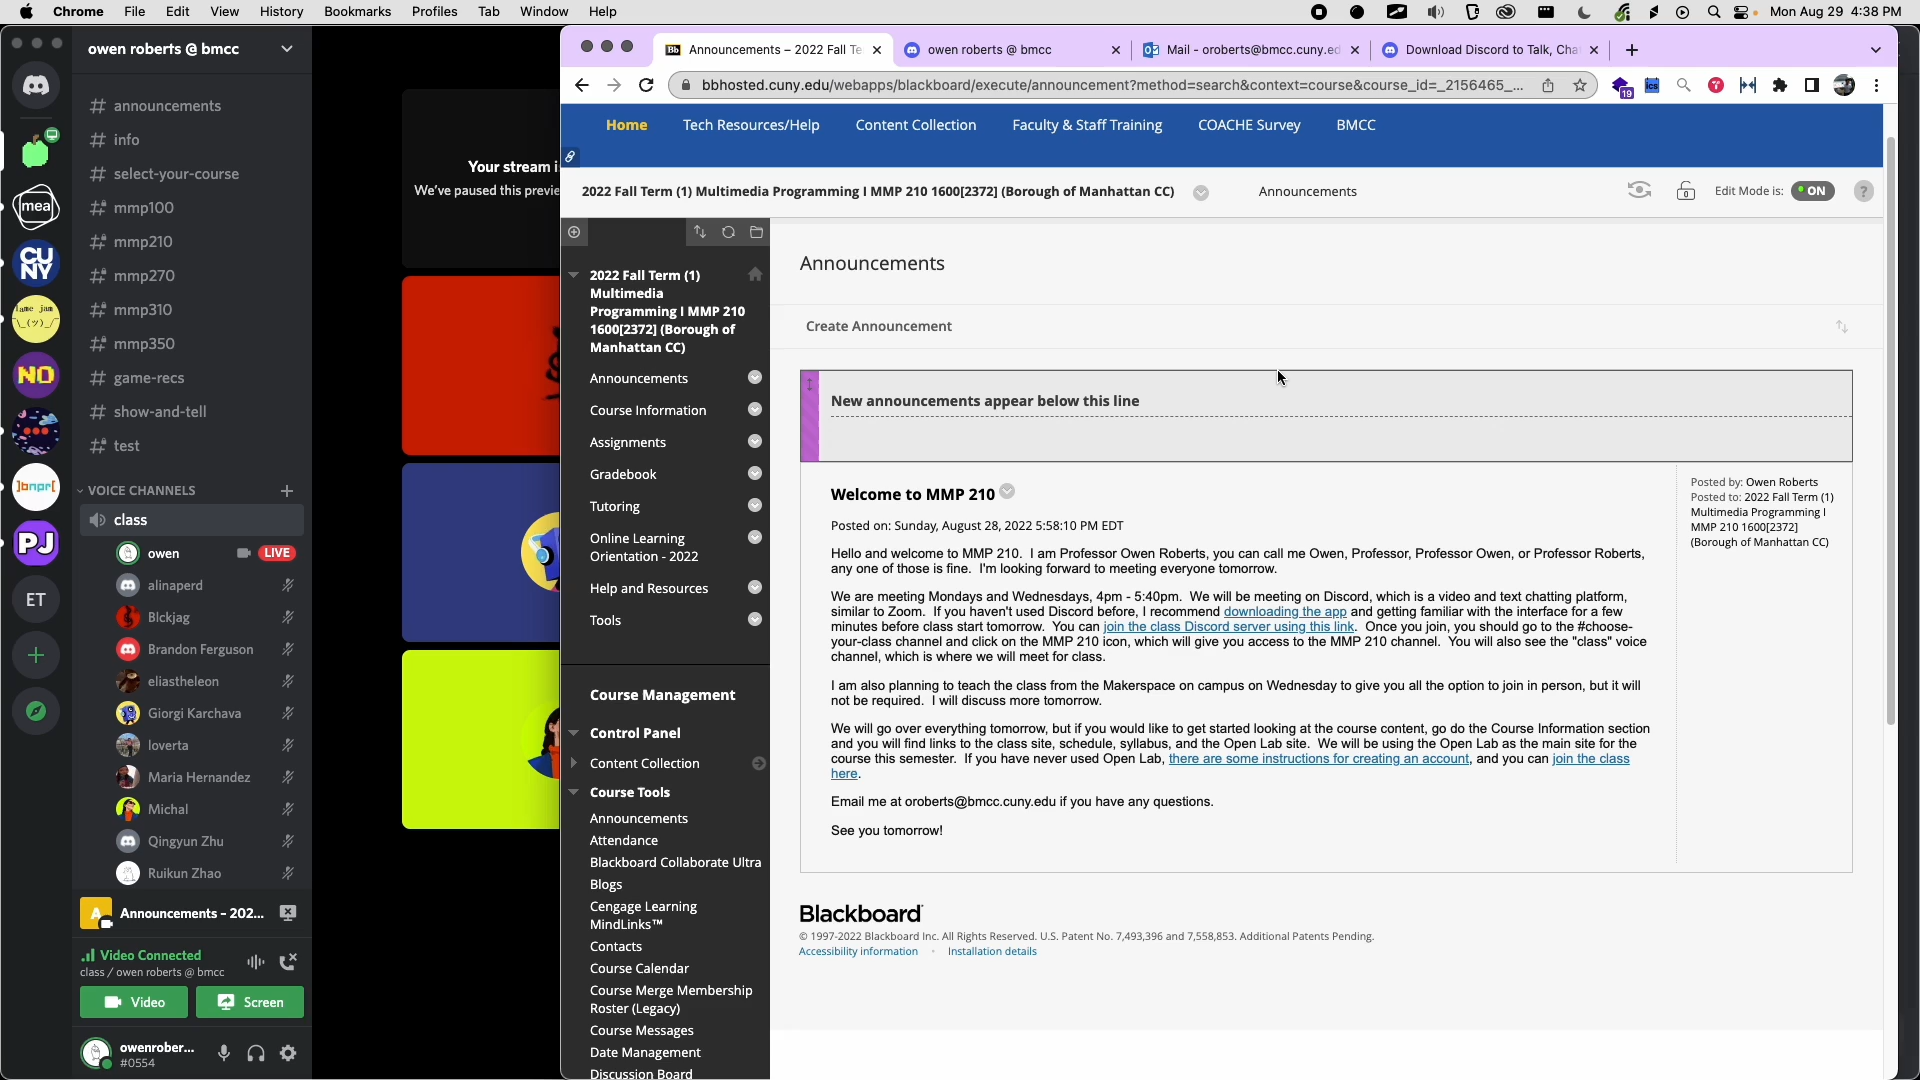 Chrome File Edit View History Bookmarks Profiles Tab Window Help
Mon Aug 29 4:38 PM
owen roberts @ bmcc
# announcements
# info
# select-your-course
# mmp100
# mmp210
# mmp270
# mmp310
# mmp350
# game-recs
# show-and-tell
# test
VOICE CHANNELS +
class
owen LIVE
alinaperd
Blckjag
Brandon Ferguson
eliastheleon
Giorgi Karchava
loverta
Maria Hernandez
Michal
Qingyun Zhu
Ruikun Zhao
A Announcements – 202...
Video Connected
class / owen roberts @ bmcc
Video Screen
owenrober...
#0554
mea
CU
NY
lame jam
¯\_(ツ)_/¯
NO
]bnpr[
PJ
ET
Your stream i
We've paused this previe
Bb Announcements – 2022 Fall Te
owen roberts @ bmcc
Mail - oroberts@bmcc.cuny.ed
Download Discord to Talk, Cha
bbhosted.cuny.edu/webapps/blackboard/execute/announcement?method=search&context=course&course_id=_2156465_...
19
ics
Home Tech Resources/Help Content Collection Faculty & Staff Training COACHE Survey BMCC
2022 Fall Term (1) Multimedia Programming I MMP 210 1600[2372] (Borough of Manhattan CC) Announcements
Edit Mode is: ON ?
2022 Fall Term (1)
Multimedia
Programming I MMP 210
1600[2372] (Borough of
Manhattan CC)
Announcements
Course Information
Assignments
Gradebook
Tutoring
Online Learning
Orientation - 2022
Help and Resources
Tools
Course Management
Control Panel
Content Collection
Course Tools
Announcements
Attendance
Blackboard Collaborate Ultra
Blogs
Cengage Learning
MindLinks™
Contacts
Course Calendar
Course Merge Membership
Roster (Legacy)
Course Messages
Date Management
Discussion Board
Announcements
Create Announcement
New announcements appear below this line
Welcome to MMP 210
Posted on: Sunday, August 28, 2022 5:58:10 PM EDT
Hello and welcome to MMP 210. I am Professor Owen Roberts, you can call me Owen, Professor, Professor Owen, or Professor Roberts,
any one of those is fine. I'm looking forward to meeting everyone tomorrow.
We are meeting Mondays and Wednesdays, 4pm - 5:40pm. We will be meeting on Discord, which is a video and text chatting platform,
similar to Zoom. If you haven't used Discord before, I recommend downloading the app and getting familiar with the interface for a few
minutes before class start tomorrow. You can join the class Discord server using this link. Once you join, you should go to the #choose-
your-class channel and click on the MMP 210 icon, which will give you access to the MMP 210 channel. You will also see the "class" voice
channel, which is where we will meet for class.
I am also planning to teach the class from the Makerspace on campus on Wednesday to give you all the option to join in person, but it will
not be required. I will discuss more tomorrow.
We will go over everything tomorrow, but if you would like to get started looking at the course content, go do the Course Information section
and you will find links to the class site, schedule, syllabus, and the Open Lab site. We will be using the Open Lab as the main site for the
course this semester. If you have never used Open Lab, there are some instructions for creating an account, and you can join the class
here.
Email me at oroberts@bmcc.cuny.edu if you have any questions.
See you tomorrow!
Posted by: Owen Roberts
Posted to: 2022 Fall Term (1)
Multimedia Programming I
MMP 210 1600[2372]
(Borough of Manhattan CC)
Blackboard
© 1997-2022 Blackboard Inc. All Rights Reserved. U.S. Patent No. 7,493,396 and 7,558,853. Additional Patents Pending.
Accessibility information • Installation details